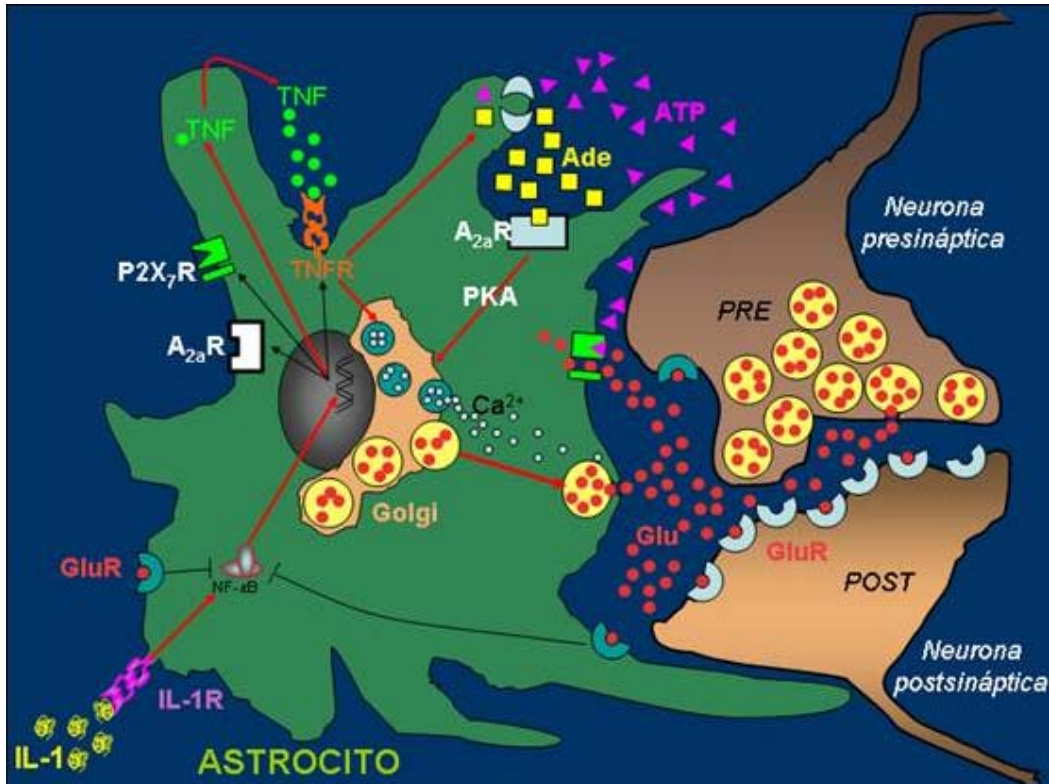 TNF
TNF
ATP
Ade
A2aR
Neurona
presináptica
P2X7R
TNFR
PKA
PRE
A2aR
Ca2+
Golgi
Glu
GluR
GluR
NF-κB
POST
Neurona
postsináptica
IL-1R
IL-1
ASTROCITO